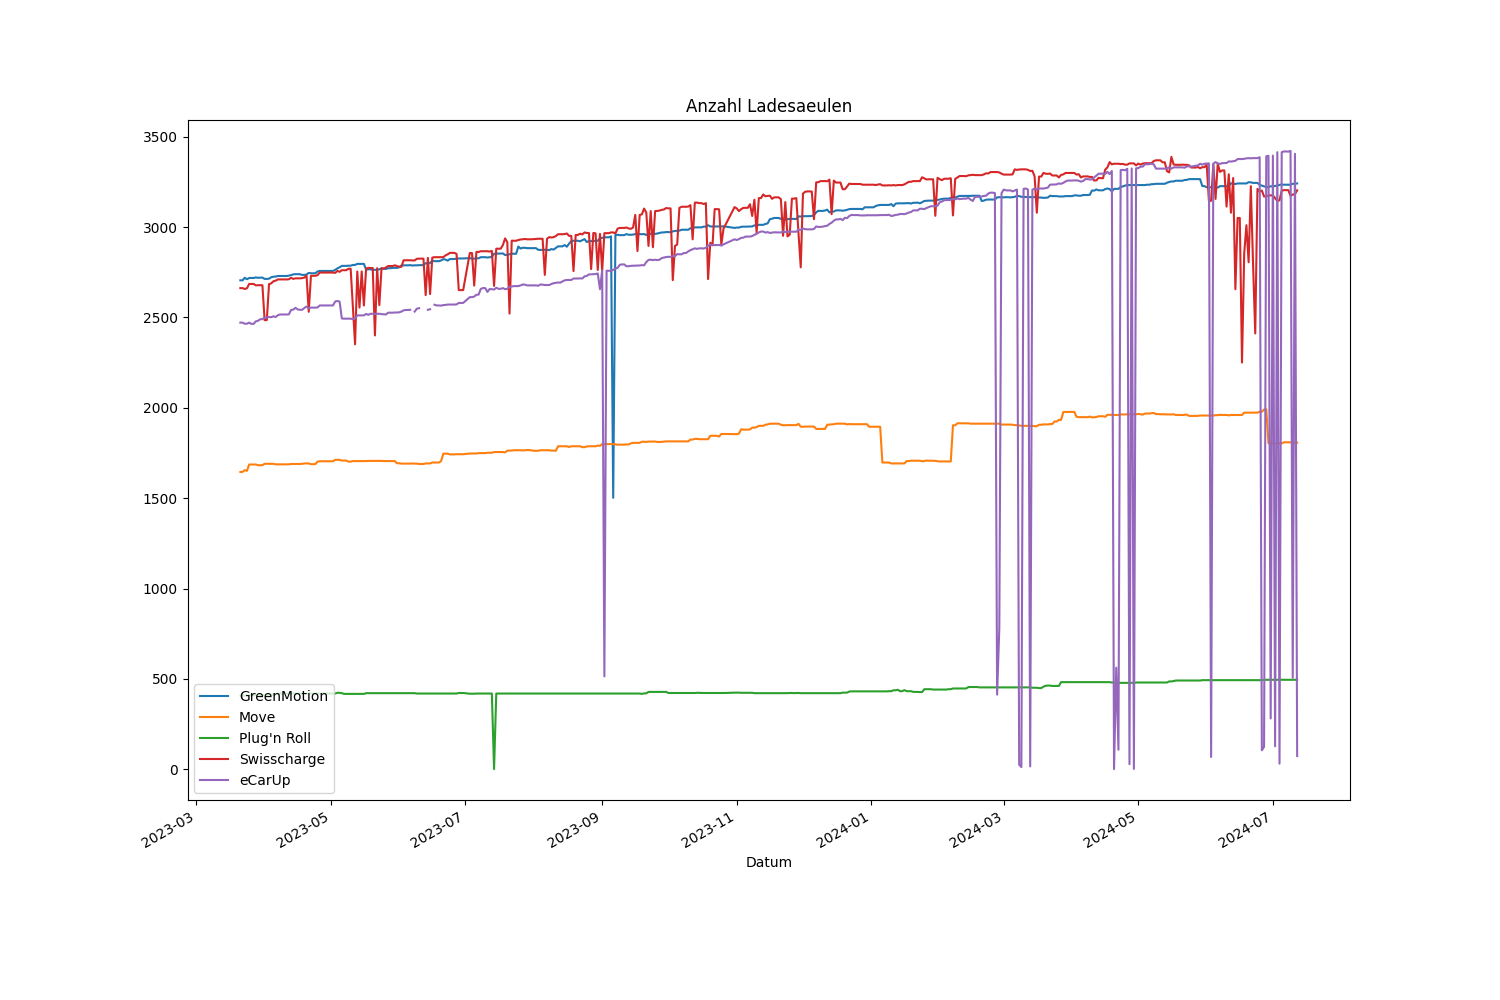 Anzahl Ladesaeulen
3500
3000
2500
2000
1500
1000
500
0
GreenMotion
Move
Plug'n Roll
Swisscharge
eCarUp
2023-03
2023-05
2023-07
2023-09
2023-11
2024-01
2024-03
2024-05
2024-07
Datum